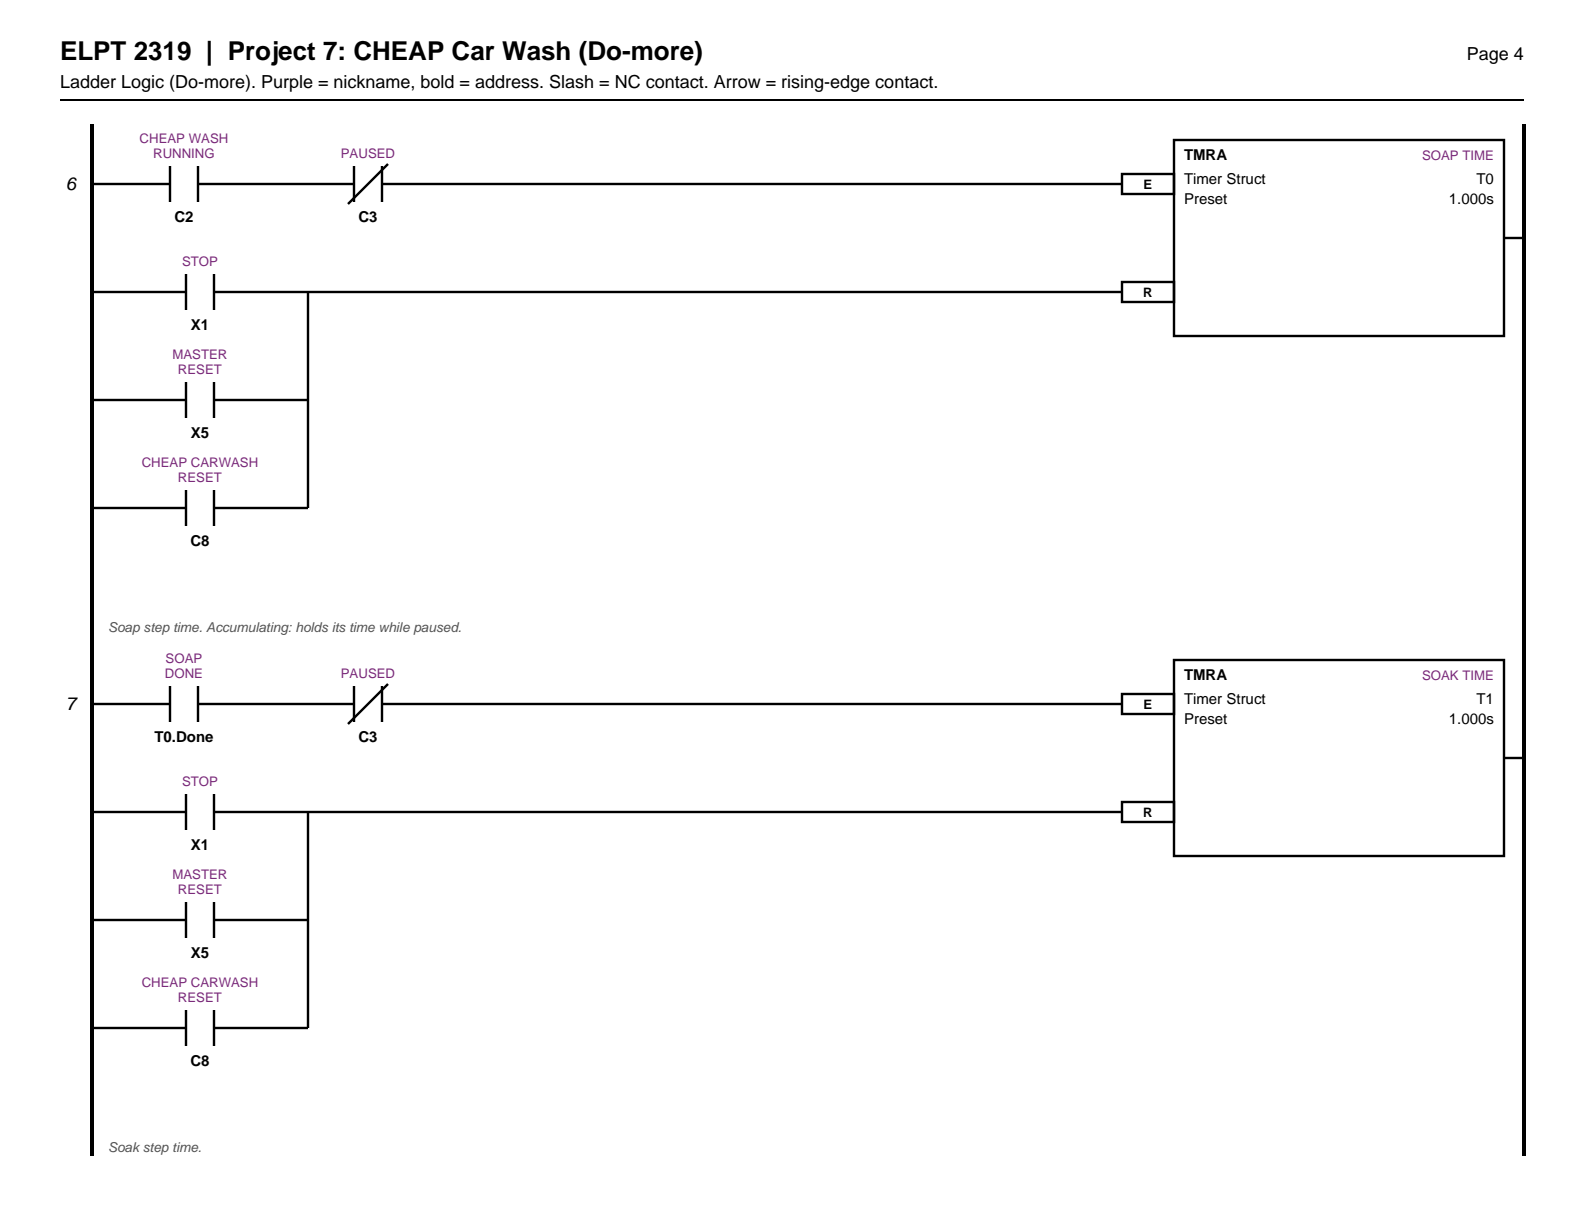 ELPT 2319 | Project 7: CHEAP Car Wash (Do-more)
Page 4
Ladder Logic (Do-more). Purple = nickname, bold = address. Slash = NC contact. Arrow = rising-edge contact.
CHEAP WASH
RUNNING
PAUSED
TMRA SOAP TIME
6
E
Timer Struct T0
Preset 1.000s
C2
C3
STOP
R
X1
MASTER
RESET
X5
CHEAP CARWASH
RESET
C8
Soap step time. Accumulating: holds its time while paused.
SOAP
DONE
PAUSED
TMRA SOAK TIME
7
E
Timer Struct T1
Preset 1.000s
T0.Done
C3
STOP
R
X1
MASTER
RESET
X5
CHEAP CARWASH
RESET
C8
Soak step time.